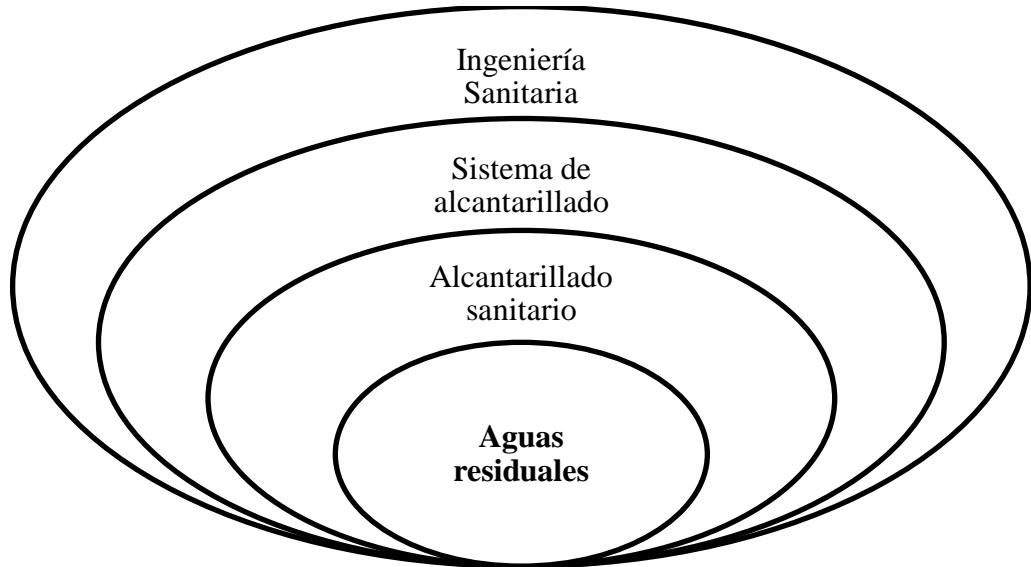 Ingeniería
Sanitaria
Sistema de
alcantarillado
Alcantarillado
sanitario
Aguas
residuales